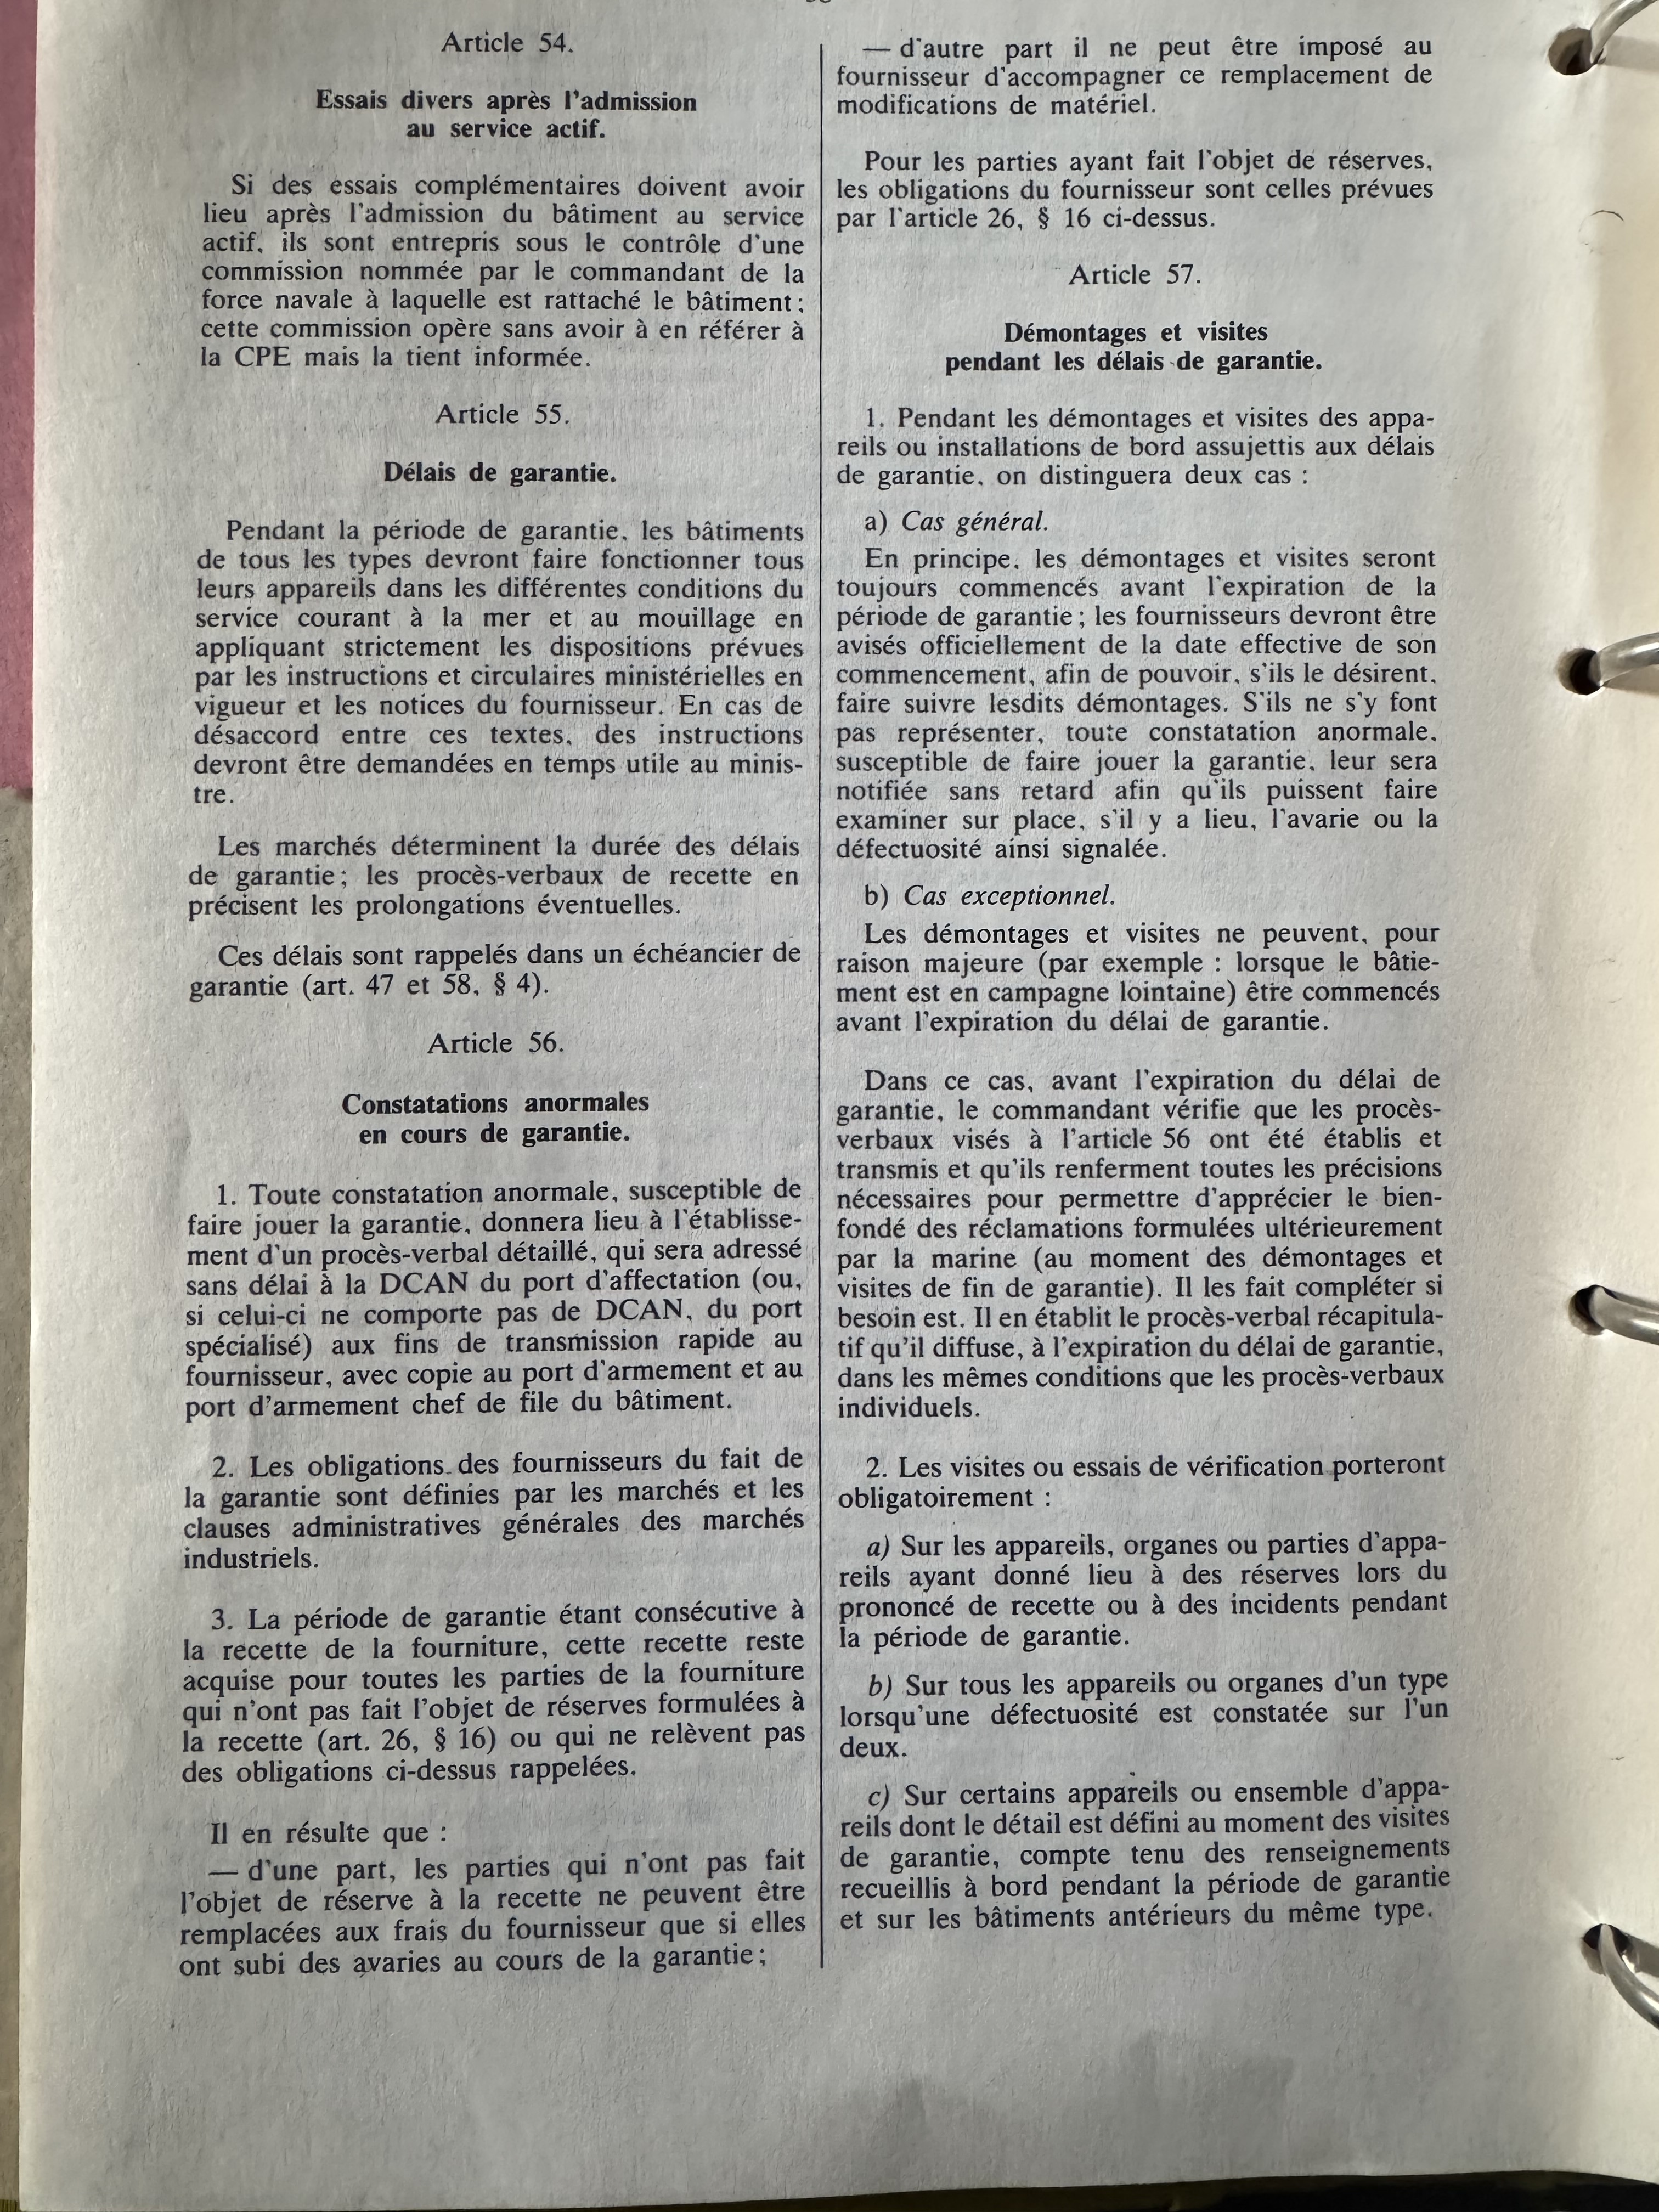 Article 54.
Essais divers après l'admission
au service actif.
Si des essais complémentaires doivent avoir
lieu après l'admission du bâtiment au service
actif, ils sont entrepris sous le contrôle d'une
commission nommée par le commandant de la
force navale à laquelle est rattaché le bâtiment ;
cette commission opère sans avoir à en référer à
la CPE mais la tient informée.
Article 55.
Délais de garantie.
Pendant la période de garantie, les bâtiments
de tous les types devront faire fonctionner tous
leurs appareils dans les différentes conditions du
service courant à la mer et au mouillage en
appliquant strictement les dispositions prévues
par les instructions et circulaires ministérielles en
vigueur et les notices du fournisseur. En cas de
désaccord entre ces textes, des instructions
devront être demandées en temps utile au minis-
tre.
Les marchés déterminent la durée des délais
de garantie ; les procès-verbaux de recette en
précisent les prolongations éventuelles.
Ces délais sont rappelés dans un échéancier de
garantie (art. 47 et 58, § 4).
Article 56.
Constatations anormales
en cours de garantie.
1. Toute constatation anormale, susceptible de
faire jouer la garantie, donnera lieu à l'établisse-
ment d'un procès-verbal détaillé, qui sera adressé
sans délai à la DCAN du port d'affectation (ou,
si celui-ci ne comporte pas de DCAN, du port
spécialisé) aux fins de transmission rapide au
fournisseur, avec copie au port d'armement et au
port d'armement chef de file du bâtiment.
2. Les obligations des fournisseurs du fait de
la garantie sont définies par les marchés et les
clauses administratives générales des marchés
industriels.
3. La période de garantie étant consécutive à
la recette de la fourniture, cette recette reste
acquise pour toutes les parties de la fourniture
qui n'ont pas fait l'objet de réserves formulées à
la recette (art. 26, § 16) ou qui ne relèvent pas
des obligations ci-dessus rappelées.
Il en résulte que :
— d'une part, les parties qui n'ont pas fait
l'objet de réserve à la recette ne peuvent être
remplacées aux frais du fournisseur que si elles
ont subi des avaries au cours de la garantie ;
— d'autre part il ne peut être imposé au
fournisseur d'accompagner ce remplacement de
modifications de matériel.
Pour les parties ayant fait l'objet de réserves,
les obligations du fournisseur sont celles prévues
par l'article 26, § 16 ci-dessus.
Article 57.
Démontages et visites
pendant les délais de garantie.
1. Pendant les démontages et visites des appa-
reils ou installations de bord assujettis aux délais
de garantie, on distinguera deux cas :
a) Cas général.
En principe, les démontages et visites seront
toujours commencés avant l'expiration de la
période de garantie ; les fournisseurs devront être
avisés officiellement de la date effective de son
commencement, afin de pouvoir, s'ils le désirent,
faire suivre lesdits démontages. S'ils ne s'y font
pas représenter, toute constatation anormale,
susceptible de faire jouer la garantie, leur sera
notifiée sans retard afin qu'ils puissent faire
examiner sur place, s'il y a lieu, l'avarie ou la
défectuosité ainsi signalée.
b) Cas exceptionnel.
Les démontages et visites ne peuvent, pour
raison majeure (par exemple : lorsque le bâtie-
ment est en campagne lointaine) être commencés
avant l'expiration du délai de garantie.
Dans ce cas, avant l'expiration du délai de
garantie, le commandant vérifie que les procès-
verbaux visés à l'article 56 ont été établis et
transmis et qu'ils renferment toutes les précisions
nécessaires pour permettre d'apprécier le bien-
fondé des réclamations formulées ultérieurement
par la marine (au moment des démontages et
visites de fin de garantie). Il les fait compléter si
besoin est. Il en établit le procès-verbal récapitula-
tif qu'il diffuse, à l'expiration du délai de garantie,
dans les mêmes conditions que les procès-verbaux
individuels.
2. Les visites ou essais de vérification porteront
obligatoirement :
a) Sur les appareils, organes ou parties d'appa-
reils ayant donné lieu à des réserves lors du
prononcé de recette ou à des incidents pendant
la période de garantie.
b) Sur tous les appareils ou organes d'un type
lorsqu'une défectuosité est constatée sur l'un
deux.
c) Sur certains appareils ou ensemble d'appa-
reils dont le détail est défini au moment des visites
de garantie, compte tenu des renseignements
recueillis à bord pendant la période de garantie
et sur les bâtiments antérieurs du même type.